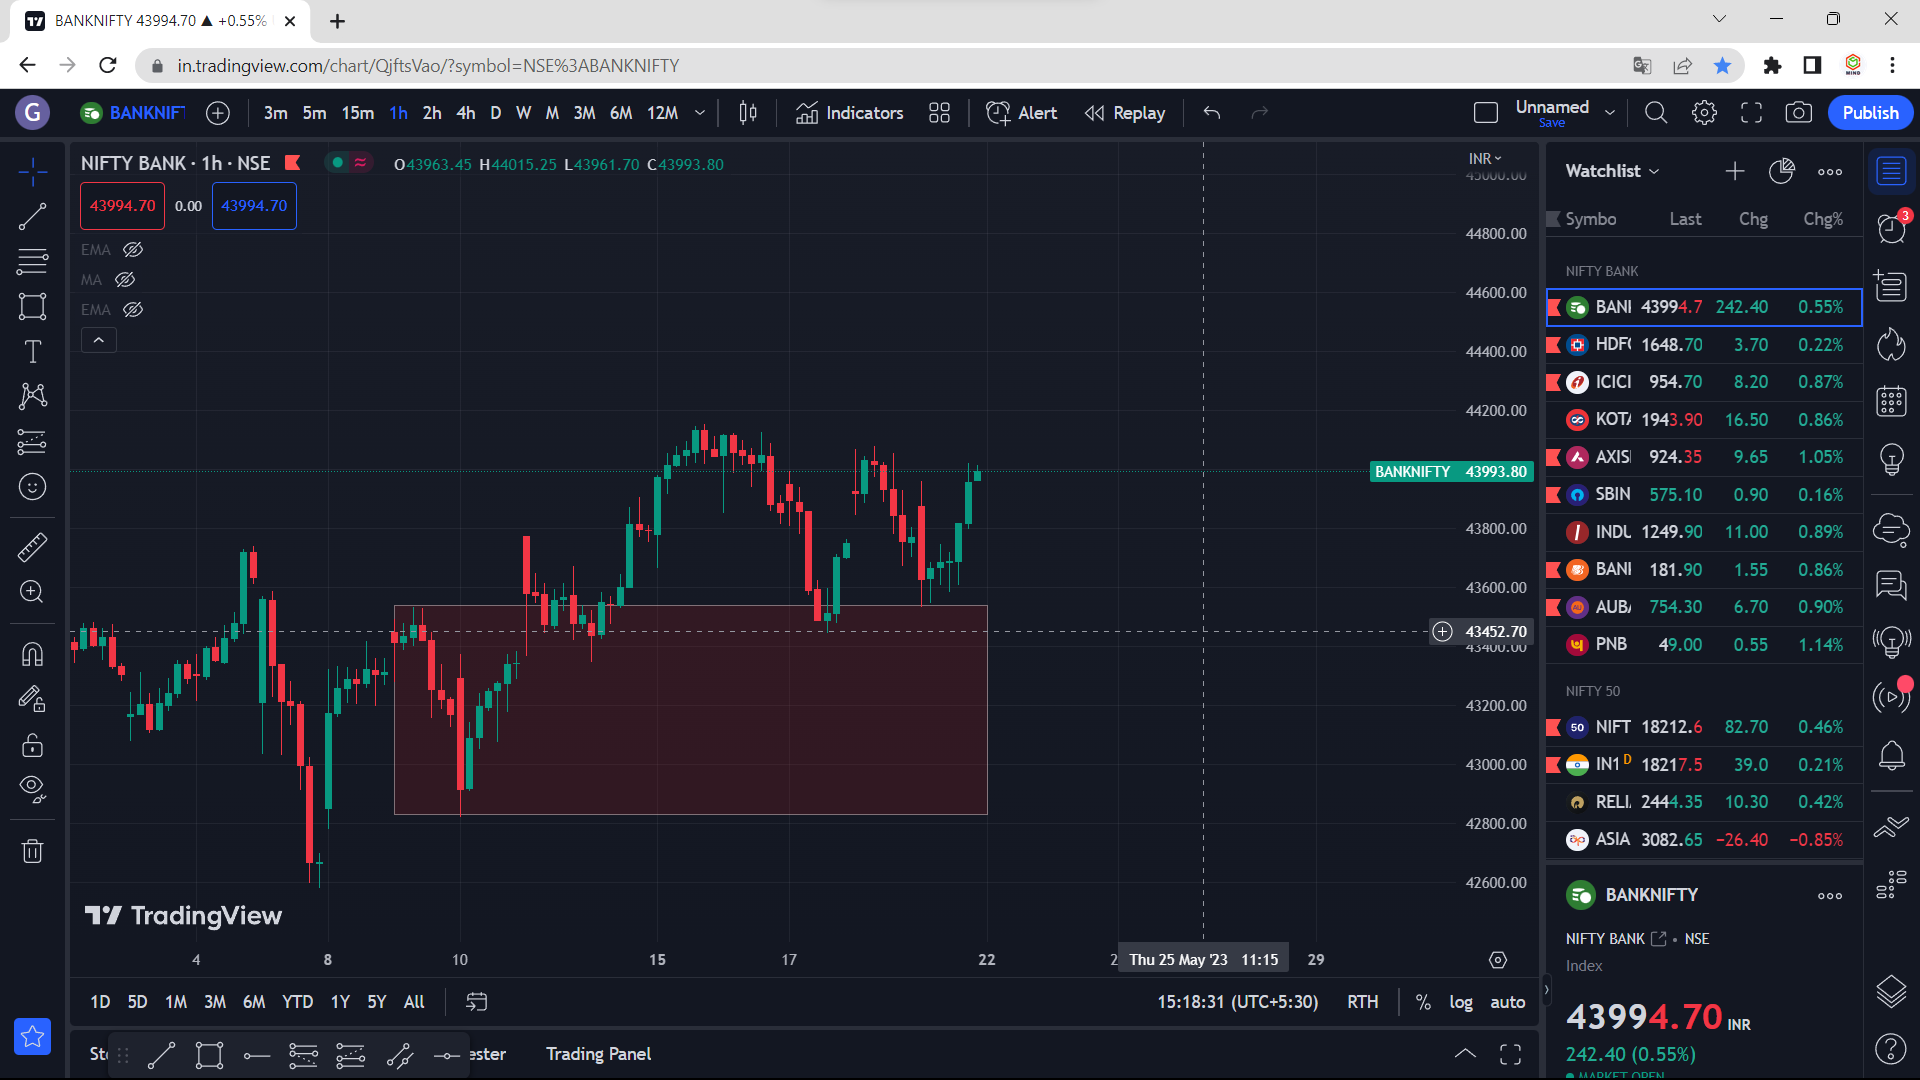 BANKNIFTY 43994.70 ▲ +0.55%
in.tradingview.com/chart/QjftsVao/?symbol=NSE%3ABANKNIFTY
G BANKNIFT 3m 5m 15m 1h 2h 4h D W M 3M 6M 12M Indicators Alert Replay Unnamed Save Publish
NIFTY BANK · 1h · NSE O43963.45 H44015.25 L43961.70 C43993.80
43994.70 0.00 43994.70
EMA
MA
EMA
INR
45000.00
44800.00
44600.00
44400.00
44200.00
BANKNIFTY 43993.80
43800.00
43600.00
43452.70
43400.00
43200.00
43000.00
42800.00
42600.00
TradingView
4 8 10 15 17 22 2 Thu 25 May '23 11:15 29
1D 5D 1M 3M 6M YTD 1Y 5Y All 15:18:31 (UTC+5:30) RTH % log auto
St ester Trading Panel
Watchlist
Symbo Last Chg Chg%
NIFTY BANK
BANI 43994.7 242.40 0.55%
HDFC 1648.70 3.70 0.22%
ICICI 954.70 8.20 0.87%
KOTA 1943.90 16.50 0.86%
AXISI 924.35 9.65 1.05%
SBIN 575.10 0.90 0.16%
INDU 1249.90 11.00 0.89%
BANI 181.90 1.55 0.86%
AUBA 754.30 6.70 0.90%
PNB 49.00 0.55 1.14%
NIFTY 50
50 NIFT 18212.6 82.70 0.46%
IN1 D 18217.5 39.0 0.21%
RELI 2444.35 10.30 0.42%
ASIA 3082.65 −26.40 −0.85%
BANKNIFTY
NIFTY BANK • NSE
Index
43994.70 INR
242.40 (0.55%)
MARKET OPEN
3